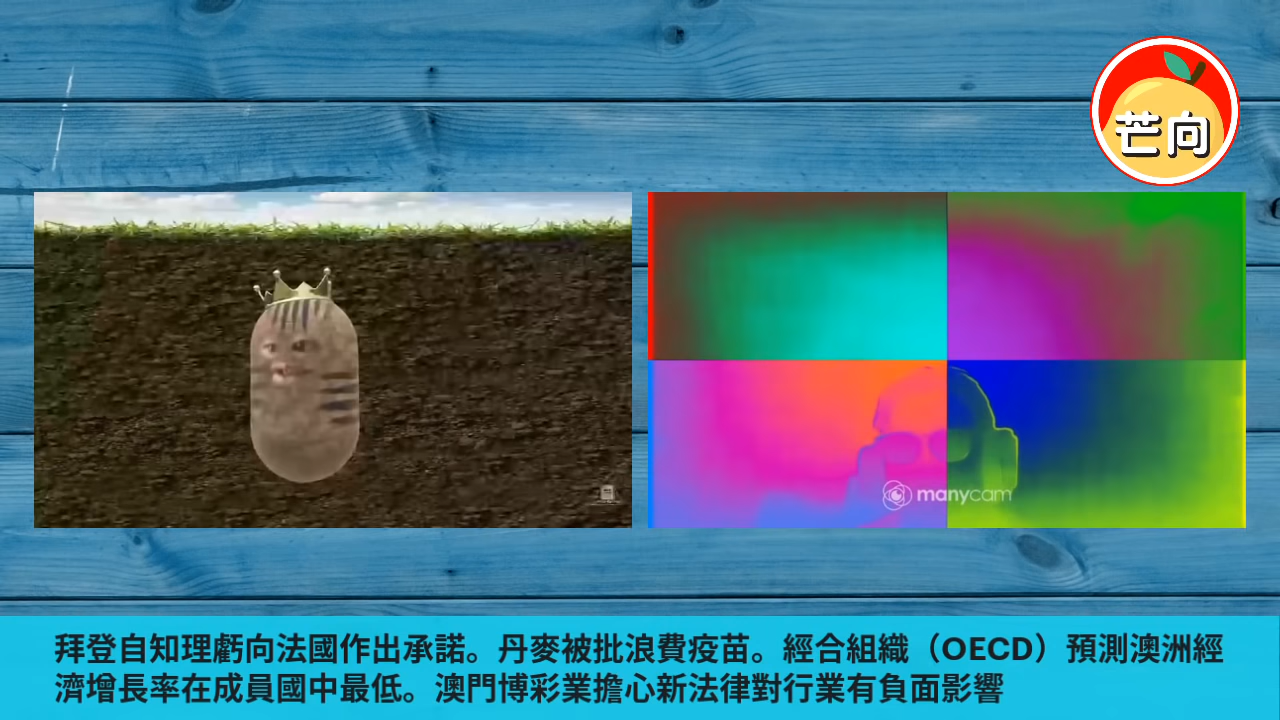 芒向
manycam
拜登自知理虧向法國作出承諾。丹麥被批浪費疫苗。經合組織（OECD）預測澳洲經
濟增長率在成員國中最低。澳門博彩業擔心新法律對行業有負面影響